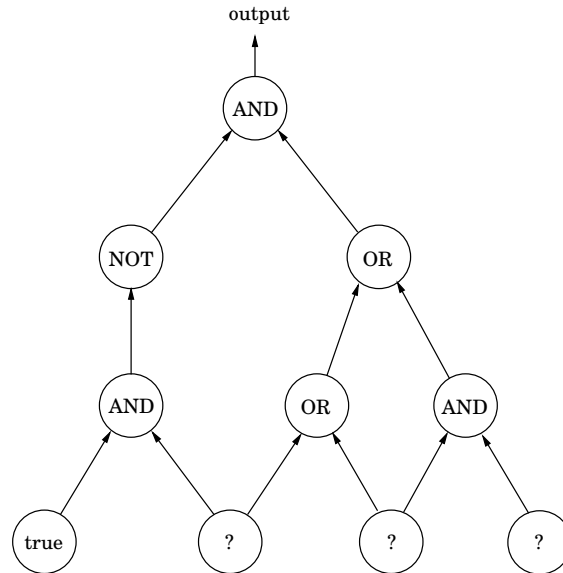 output
AND
NOT OR
AND OR AND
true ? ? ?